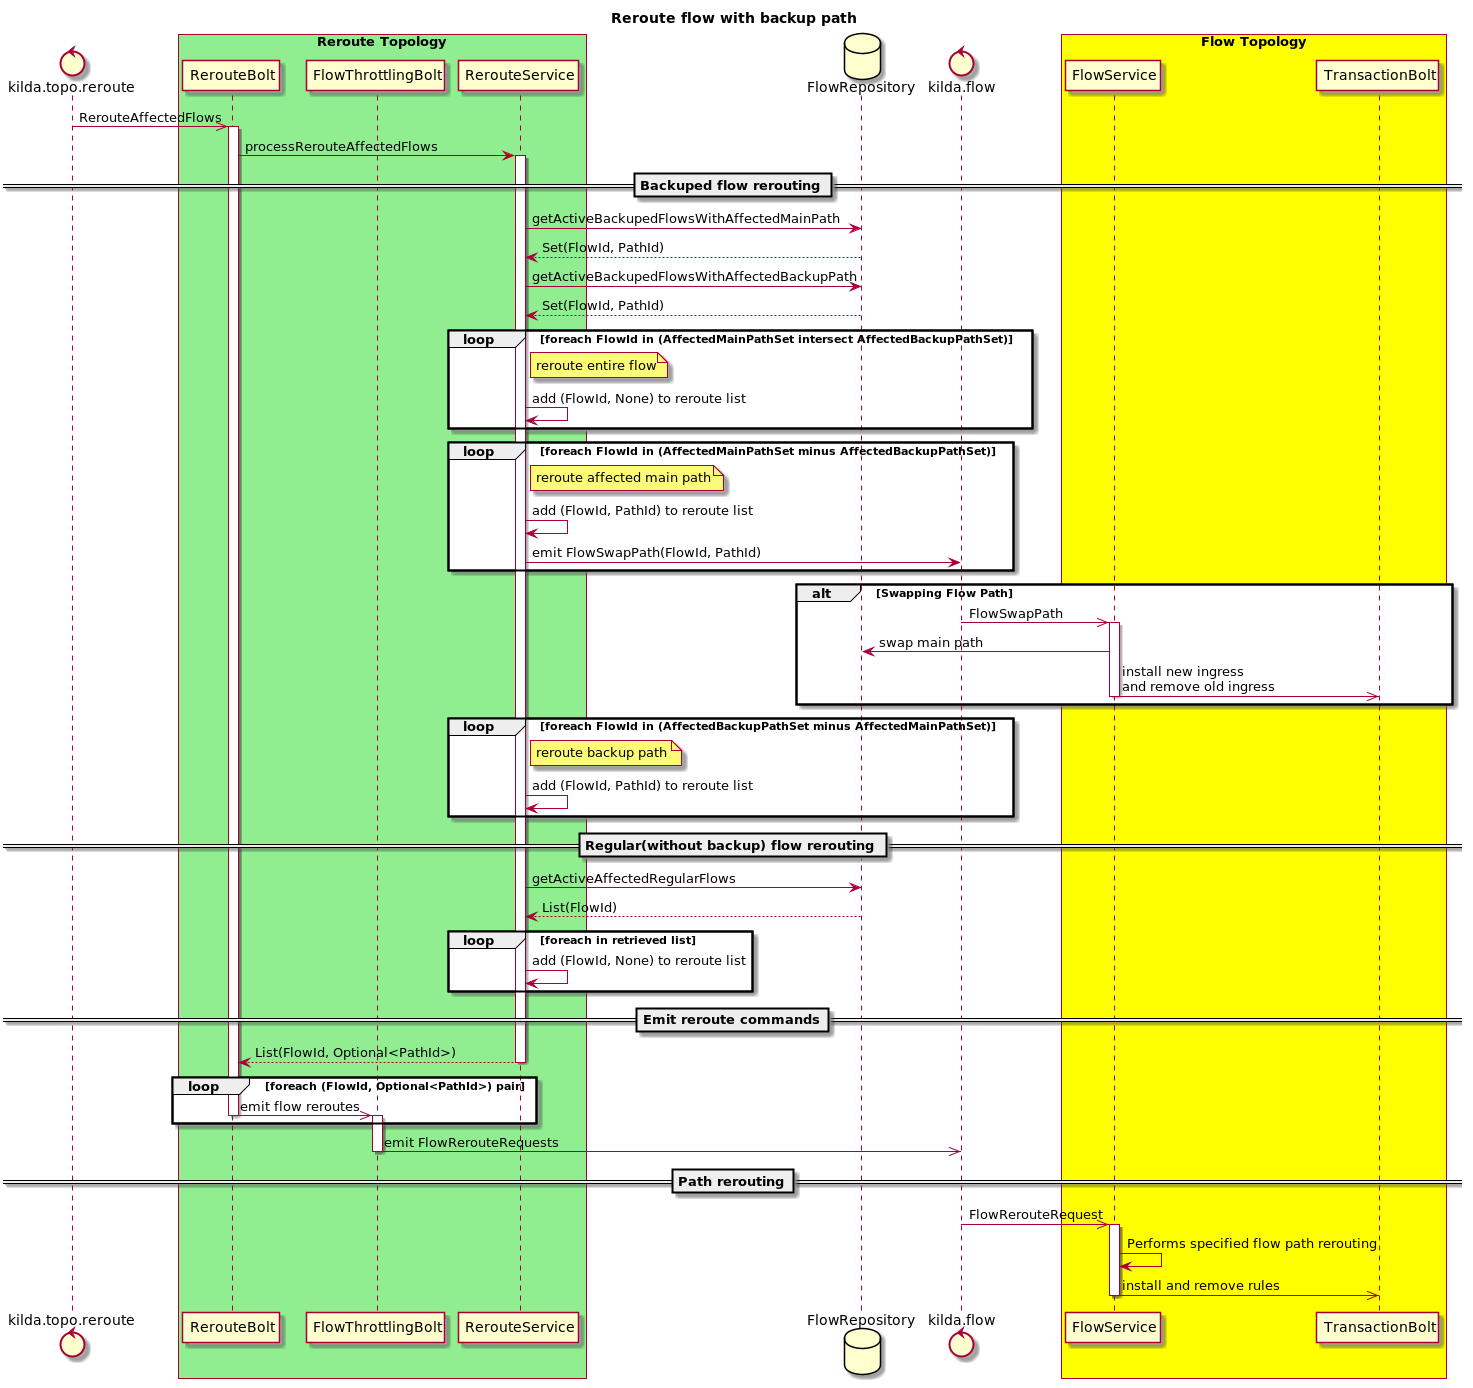 Reroute flow with backup path
Reroute Topology
Flow Topology
kilda.topo.reroute
RerouteBolt
FlowThrottlingBolt
RerouteService
FlowRepository
kilda.flow
FlowService
TransactionBolt
RerouteAffectedFlows
processRerouteAffectedFlows
Backuped flow rerouting
getActiveBackupedFlowsWithAffectedMainPath
Set(FlowId, PathId)
getActiveBackupedFlowsWithAffectedBackupPath
Set(FlowId, PathId)
loop
[foreach FlowId in (AffectedMainPathSet intersect AffectedBackupPathSet)]
reroute entire flow
add (FlowId, None) to reroute list
loop
[foreach FlowId in (AffectedMainPathSet minus AffectedBackupPathSet)]
reroute affected main path
add (FlowId, PathId) to reroute list
emit FlowSwapPath(FlowId, PathId)
alt
[Swapping Flow Path]
FlowSwapPath
swap main path
install new ingress
and remove old ingress
loop
[foreach FlowId in (AffectedBackupPathSet minus AffectedMainPathSet)]
reroute backup path
add (FlowId, PathId) to reroute list
Regular(without backup) flow rerouting
getActiveAffectedRegularFlows
List(FlowId)
loop
[foreach in retrieved list]
add (FlowId, None) to reroute list
Emit reroute commands
List(FlowId, Optional<PathId>)
loop
[foreach (FlowId, Optional<PathId>) pair]
emit flow reroutes
emit FlowRerouteRequests
Path rerouting
FlowRerouteRequest
Performs specified flow path rerouting
install and remove rules
kilda.topo.reroute
RerouteBolt
FlowThrottlingBolt
RerouteService
FlowRepository
kilda.flow
FlowService
TransactionBolt